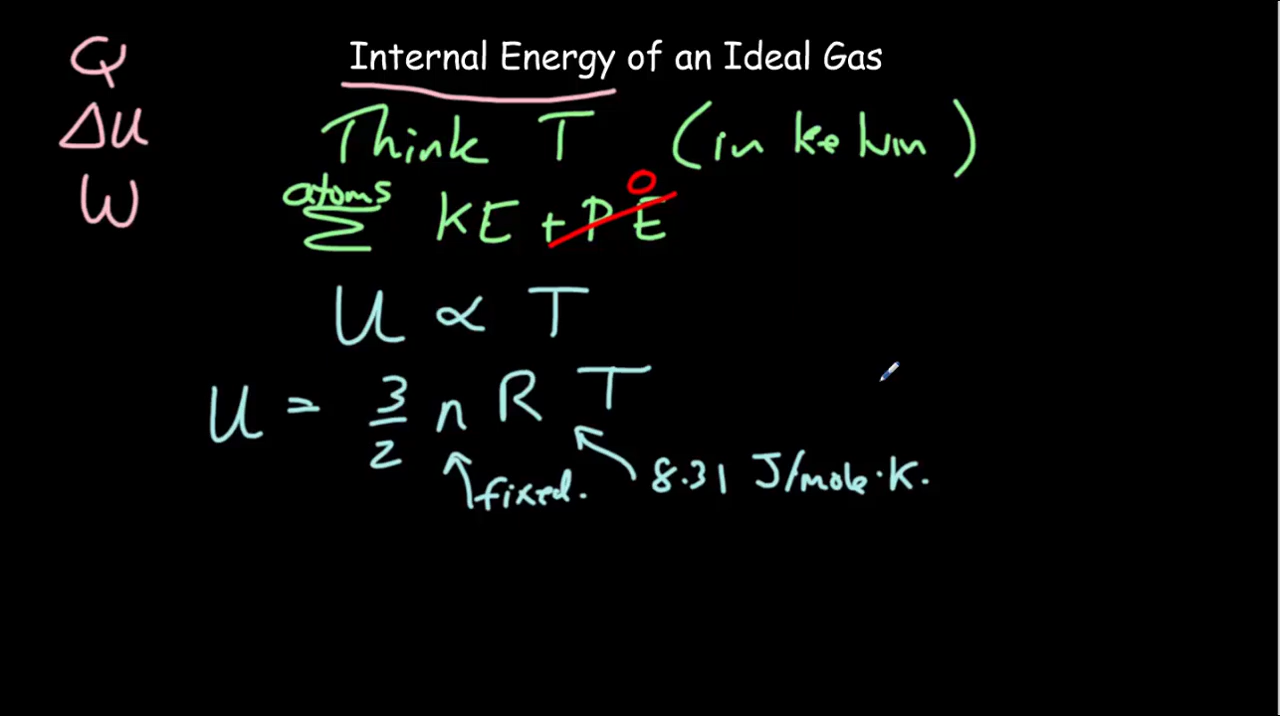 Internal Energy of an Ideal Gas
Q
ΔU
W
Think T (in kelvin)
atoms
Σ KE + PE
0
U ∝ T
U = 3/2 n R T
fixed.
8.31 J/mole·K.